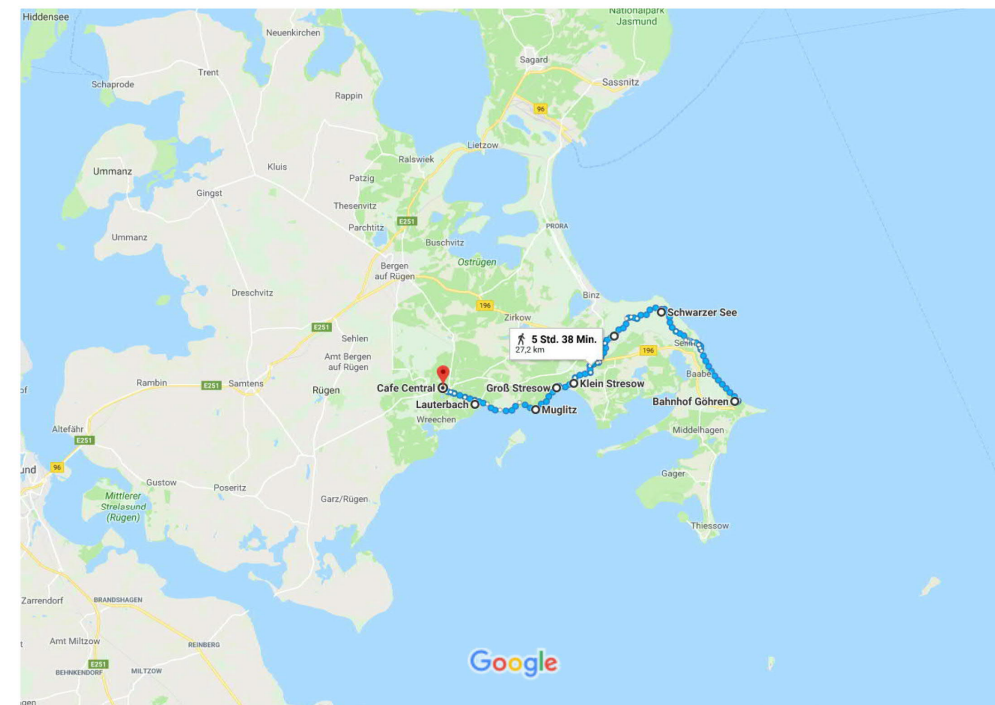 Hiddensee
Nationalpark
Jasmund
Neuenkirchen
Sagard
Trent
Schaprode
Sassnitz
Rappin
96
Lietzow
Ralswiek
Kluis
Ummanz
Patzig
Gingst
Thesenvitz
E251
Parchtitz
PRORA
Ummanz
Buschvitz
Ostrügen
Bergen
auf Rügen
Dreschvitz
Binz
196
Zirkow
Schwarzer See
E251
Sehlen
5 Std. 38 Min.
27,2 km
196
Amt Bergen
auf Rügen
Baabe
Rambin
E251
Samtens
Rügen
Cafe Central
Groß Stresow
Klein Stresow
Lauterbach
Muglitz
Bahnhof Göhren
Wreechen
Altefähr
Middelhagen
E251
und
96
Gager
Gustow
Poseritz
Mittlerer
Strelasund
(Rügen)
Garz/Rügen
Thiessow
Zarrendorf
BRANDSHAGEN
Amt Miltzow
REINBERG
E251
BEHNKENDORF
MILTZOW
Google